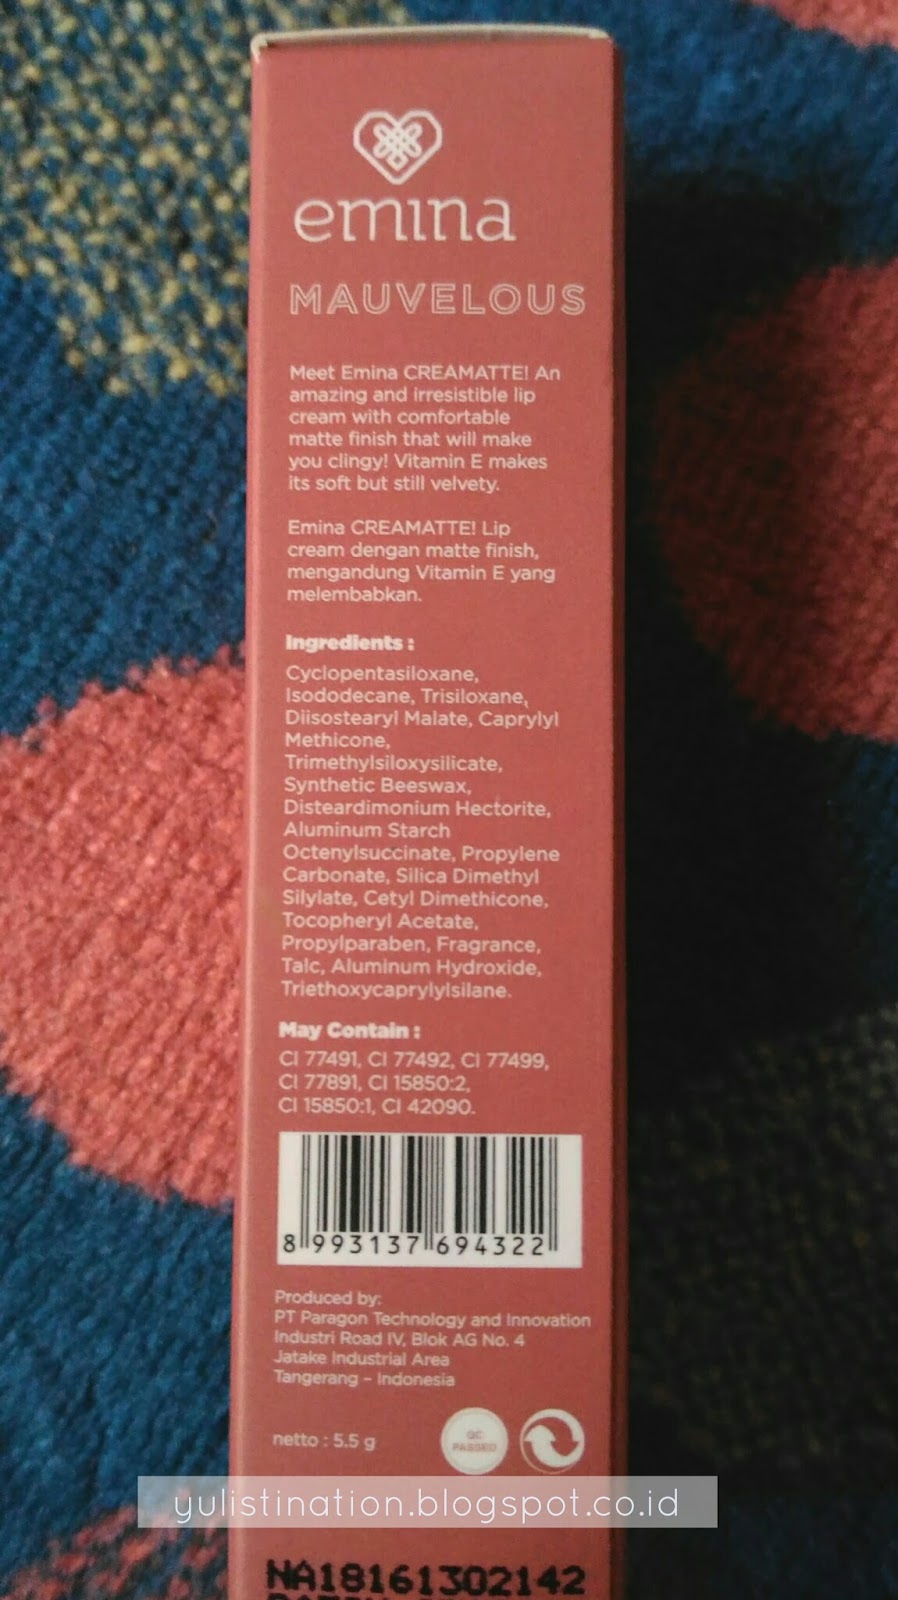 emina
MAUVELOUS
Meet Emina CREAMATTE! An
amazing and irresistible lip
cream with comfortable
matte finish that will make
you clingy! Vitamin E makes
its soft but still velvety.
Emina CREAMATTE! Lip
cream dengan matte finish,
mengandung Vitamin E yang
melembabkan.
Ingredients :
Cyclopentasiloxane,
Isododecane, Trisiloxane,
Diisostearyl Malate, Caprylyl
Methicone,
Trimethylsiloxysilicate,
Synthetic Beeswax,
Disteardimonium Hectorite,
Aluminum Starch
Octenylsuccinate, Propylene
Carbonate, Silica Dimethyl
Silylate, Cetyl Dimethicone,
Tocopheryl Acetate,
Propylparaben, Fragrance,
Talc, Aluminum Hydroxide,
Triethoxycaprylylsilane.
May Contain :
CI 77491, CI 77492, CI 77499,
CI 77891, CI 15850:2,
CI 15850:1, CI 42090.
8 993137 694322
Produced by:
PT Paragon Technology and Innovation
Industri Road IV, Blok AG No. 4
Jatake Industrial Area
Tangerang – Indonesia
netto : 5.5 g
QC
PASSED
yulistination.blogspot.co.id
NA18161302142